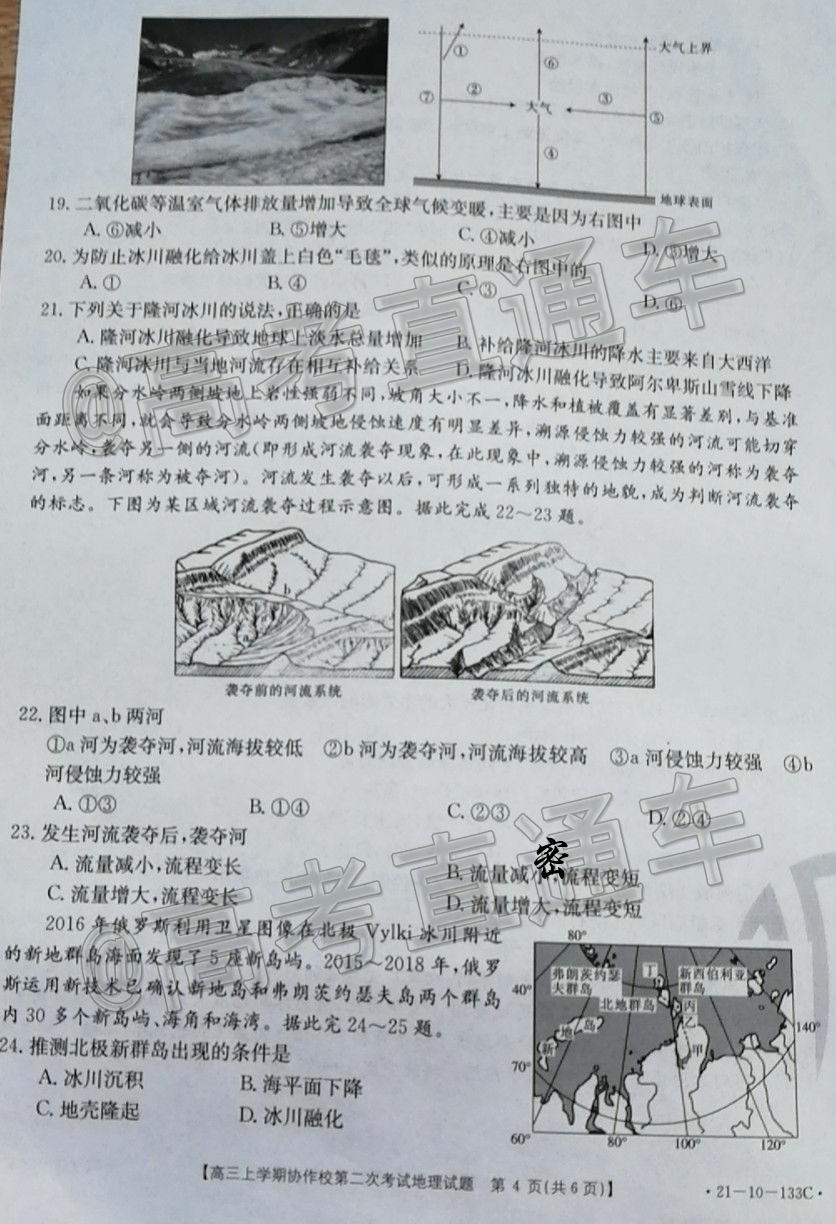 ① ② ③ ④ ⑤ ⑥ ⑦ 大气 大气上界
地球表面
19. 二氧化碳等温室气体排放量增加导致全球气候变暖,主要是因为右图中
A. ⑥减小 B. ⑤增大 C. ④减小 D. ③增大
20. 为防止冰川融化给冰川盖上白色“毛毯”,类似的原理是右图中的
A. ① B. ④ C. ③ D. ⑥
21. 下列关于隆河冰川的说法,正确的是
A. 隆河冰川融化导致地球上淡水总量增加 B. 补给隆河冰川的降水主要来自大西洋
C. 隆河冰川与当地河流存在相互补给关系 D. 隆河冰川融化导致阿尔卑斯山雪线下降
如果分水岭两侧坡地上岩性强弱不同,坡角大小不一,降水和植被覆盖有显著差别,与基准
面距离不同,就会导致分水岭两侧坡地侵蚀速度有明显差异,溯源侵蚀力较强的河流可能切穿
分水岭,袭夺另一侧的河流(即形成河流袭夺现象,在此现象中,溯源侵蚀力较强的河称为袭夺
河,另一条河称为被夺河)。河流发生袭夺以后,可形成一系列独特的地貌,成为判断河流袭夺
的标志。下图为某区域河流袭夺过程示意图。据此完成22～23题。
袭夺前的河流系统 袭夺后的河流系统
22. 图中a、b两河
①a河为袭夺河,河流海拔较低 ②b河为袭夺河,河流海拔较高 ③a河侵蚀力较强 ④b
河侵蚀力较强
A. ①③ B. ①④ C. ②③ D. ②④
23. 发生河流袭夺后,袭夺河
A. 流量减小,流程变长 B. 流量减小,流程变短
C. 流量增大,流程变长 D. 流量增大,流程变短
密
2016年俄罗斯利用卫星图像在北极Vylki冰川附近
的新地群岛海面发现了5座新岛屿。2015～2018年,俄罗
斯运用新技术已确认新地岛和弗朗茨约瑟夫岛两个群岛
内30多个新岛屿、海角和海湾。据此完24～25题。
24. 推测北极新群岛出现的条件是
A. 冰川沉积 B. 海平面下降
C. 地壳隆起 D. 冰川融化
80°
弗朗茨约瑟夫群岛 丁 新西伯利亚群岛
40° 北地群岛 丙
新地岛 乙 140°
70° 甲
60° 80° 100° 120°
【高三上学期协作校第二次考试地理试题 第 4 页(共 6 页)】 ·21-10-133C·
@高考直通车
@高考直通车